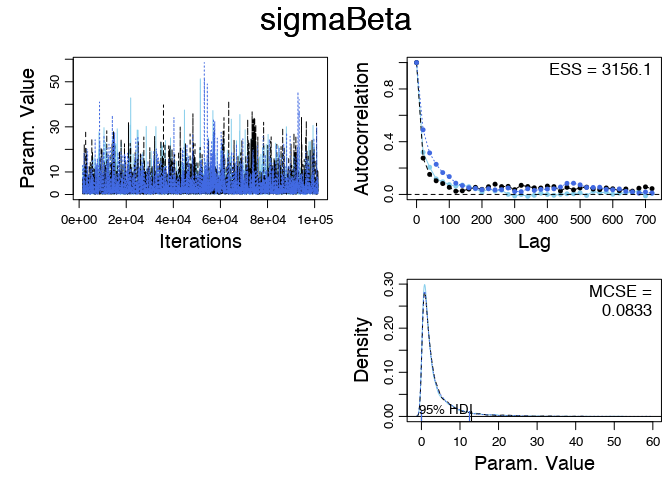 sigmaBeta
Param. Value
50
30
10
0
0e+00 2e+04 4e+04 6e+04 8e+04 1e+05
Iterations
Autocorrelation
0.8
0.4
0.0
ESS = 3156.1
0 100 200 300 400 500 600 700
Lag
Density
0.30
0.20
0.10
0.00
MCSE =
0.0833
95% HDI
0 10 20 30 40 50 60
Param. Value